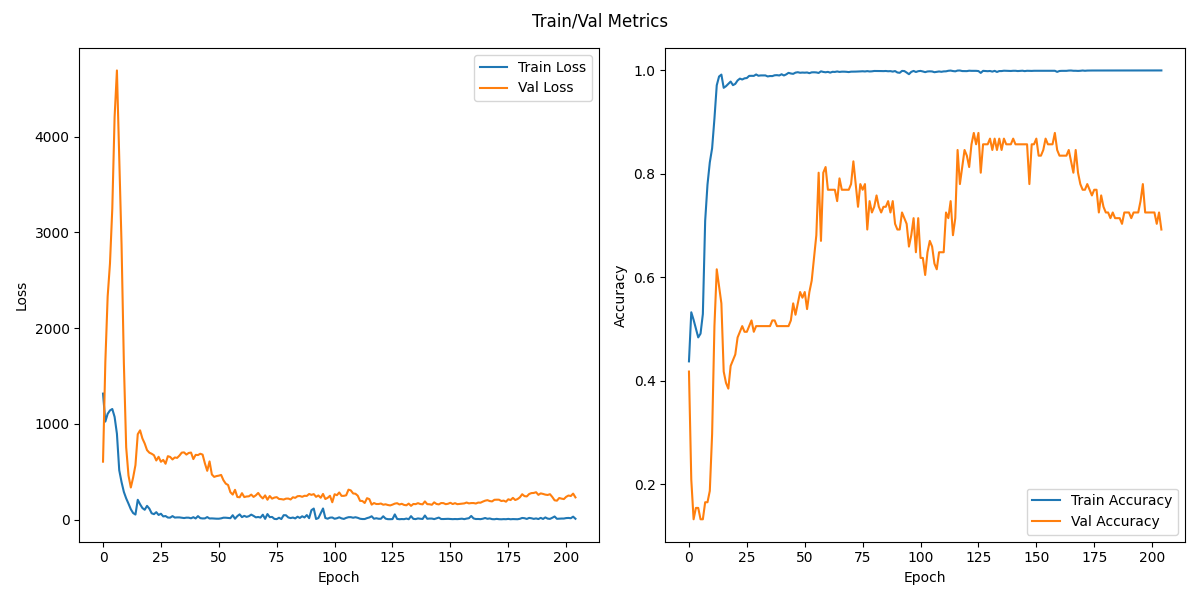 Train/Val Metrics
Train Loss
Val Loss
4000
3000
2000
1000
0
Loss
0 25 50 75 100 125 150 175 200
Epoch
1.0
0.8
0.6
0.4
0.2
Accuracy
Train Accuracy
Val Accuracy
0 25 50 75 100 125 150 175 200
Epoch